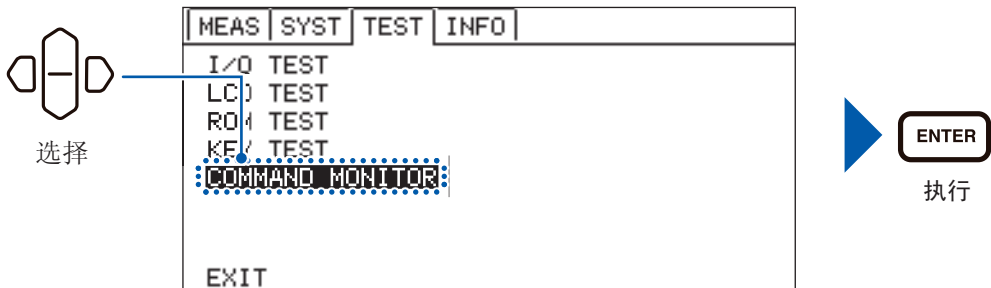 MEAS SYST TEST INFO
I/O TEST
LCD TEST
ROM TEST
KEY TEST
COMMAND MONITOR
EXIT
选择
ENTER
执行